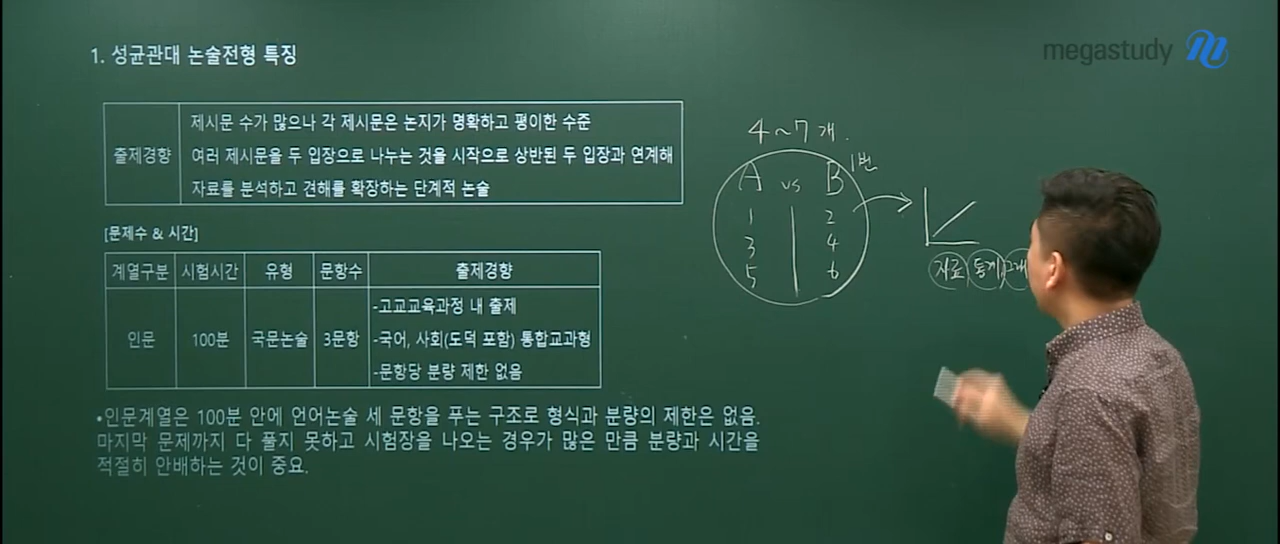 1. 성균관대 논술전형 특징
megastudy
출제경향
제시문 수가 많으나 각 제시문은 논지가 명확하고 평이한 수준
여러 제시문을 두 입장으로 나누는 것을 시작으로 상반된 두 입장과 연계해
자료를 분석하고 견해를 확장하는 단계적 논술
[문제수 & 시간]
계열구분 시험시간 유형 문항수 출제경향
인문 100분 국문논술 3문항
-고교교육과정 내 출제
-국어, 사회(도덕 포함) 통합교과형
-문항당 분량 제한 없음
•인문계열은 100분 안에 언어논술 세 문항을 푸는 구조로 형식과 분량의 제한은 없음.
마지막 문제까지 다 풀지 못하고 시험장을 나오는 경우가 많은 만큼 분량과 시간을
적절히 안배하는 것이 중요.
4~7개.
1번
A vs B
1 2
3 4
5 6
자료 통계